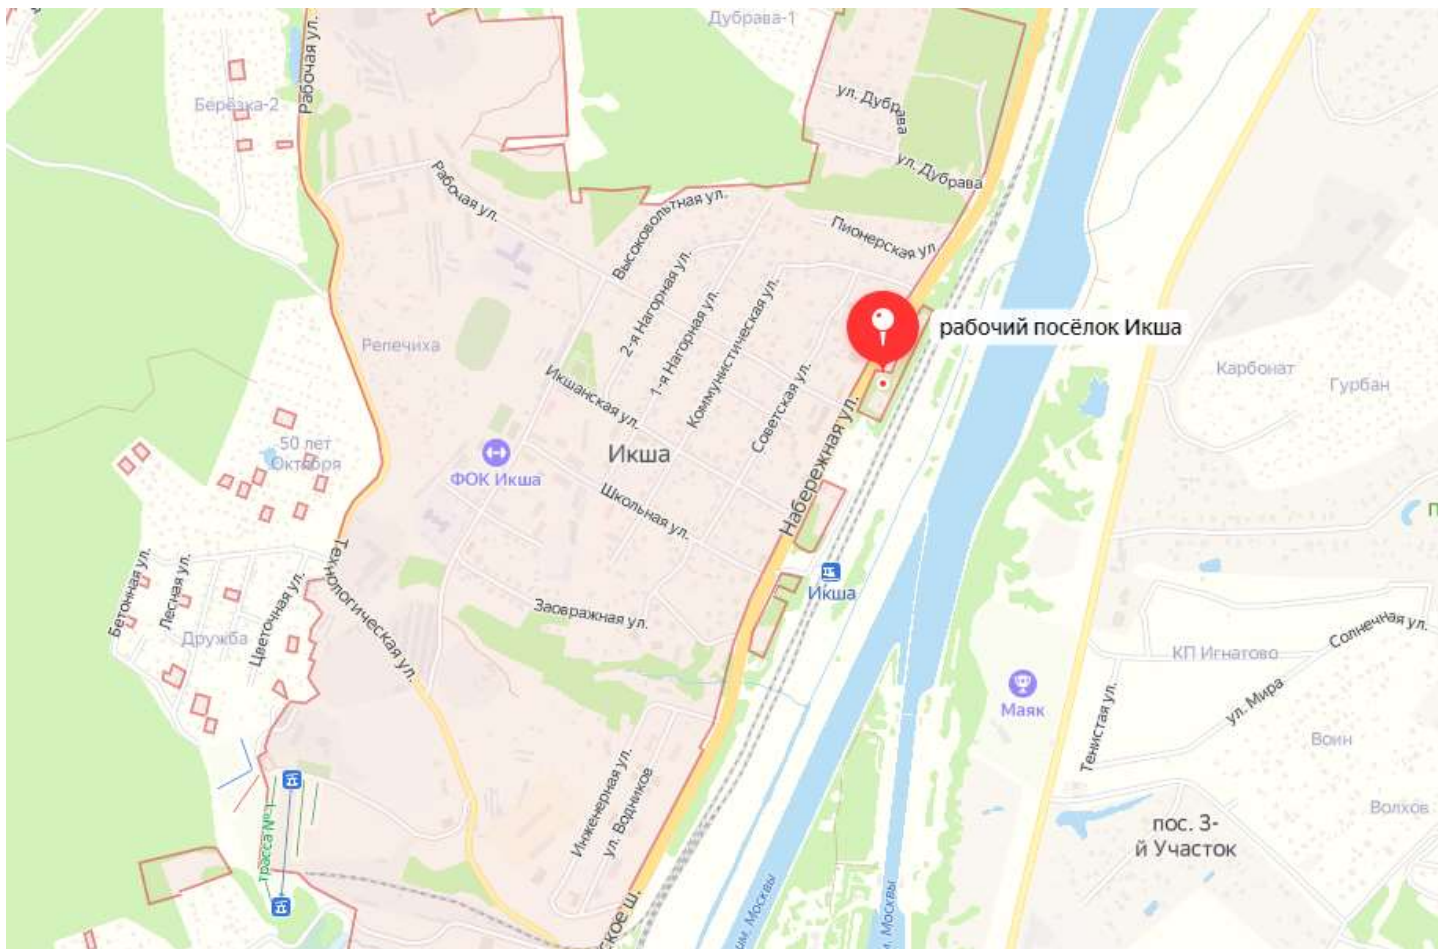 Дубрава-1
Рабочая ул.
Берёзка-2
ул. Дубрава
ул. Дубрава
Рабочая ул.
Высоковольтная ул.
Пионерская ул.
2-я Нагорная ул.
1-я Нагорная ул.
Коммунистическая ул.
рабочий посёлок Икша
Репечиха
Икшанская ул.
Советская ул.
Карбонат
Гурбан
50 лет
Октября
ФОК Икша
Икша
Набережная ул.
Школьная ул.
Технологическая ул.
Бетонная ул.
Лесная ул.
Цветочная ул.
Дружба
Заовражная ул.
Икша
Солнечная ул.
КП Игнатово
ул. Мира
Маяк
Тенистая ул.
Воин
Инженерная ул.
ул. Водников
Волхов
пос. 3-
й Участок
Трасса №1
ское ш.
им. Москвы
м. Москвы